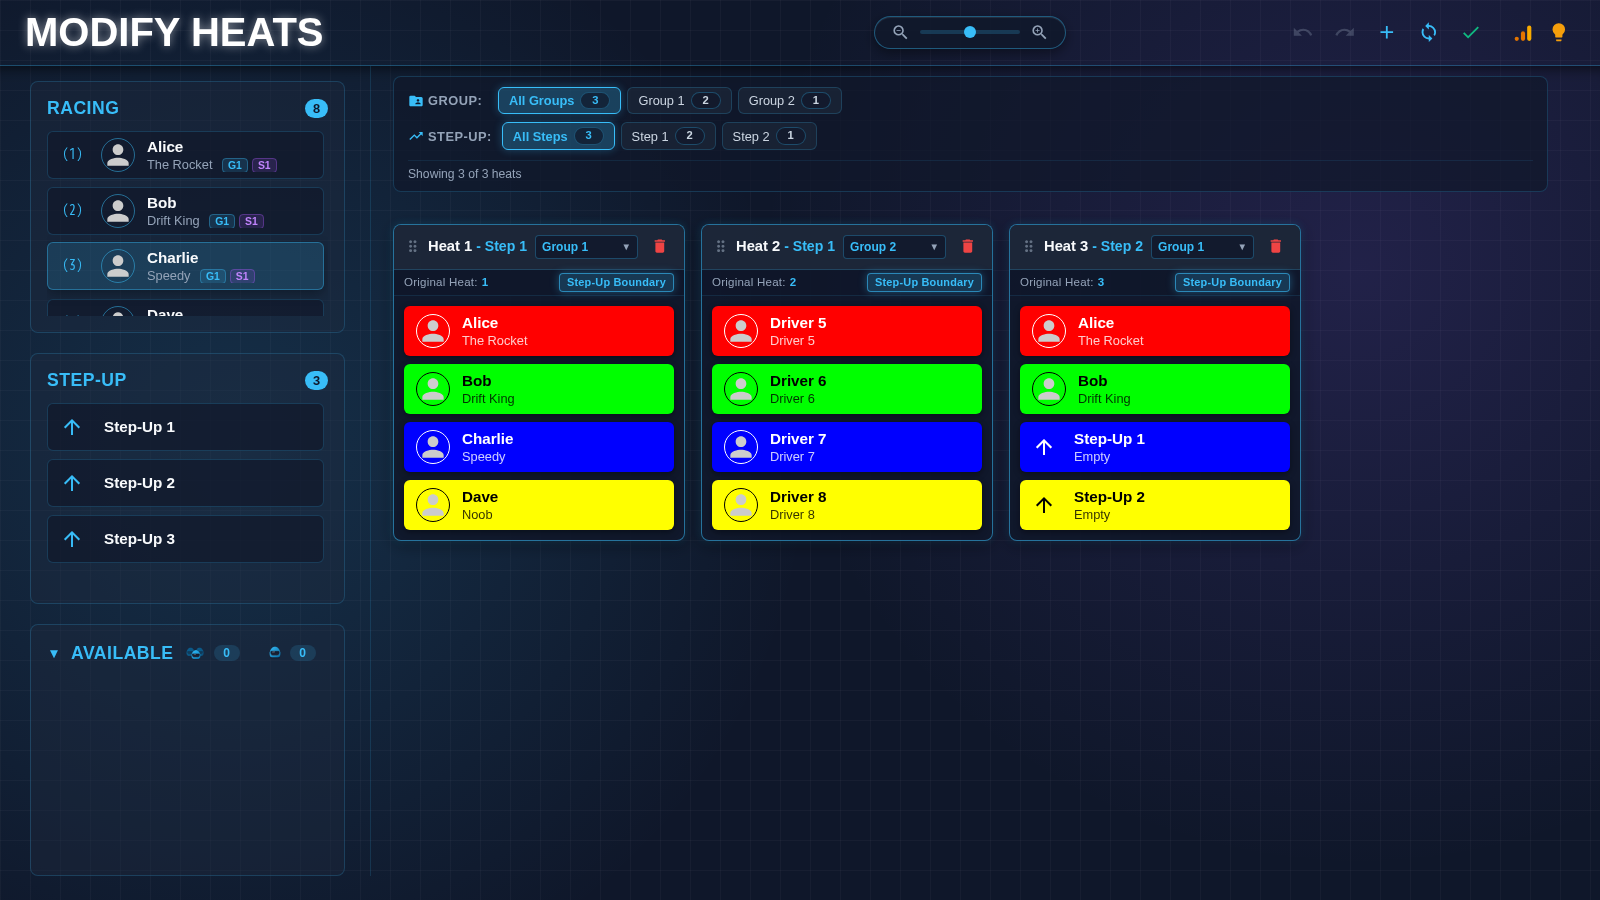 MODIFY HEATS
RACING 8
(1) Alice
The Rocket G1 S1
(2) Bob
Drift King G1 S1
(3) Charlie
Speedy G1 S1
Dave
STEP-UP 3
Step-Up 1
Step-Up 2
Step-Up 3
▼ AVAILABLE 0 0
GROUP: All Groups 3 Group 1 2 Group 2 1
STEP-UP: All Steps 3 Step 1 2 Step 2 1
Showing 3 of 3 heats
Heat 1 - Step 1 Group 1 ▼
Original Heat: 1 Step-Up Boundary
Alice
The Rocket
Bob
Drift King
Charlie
Speedy
Dave
Noob
Heat 2 - Step 1 Group 2 ▼
Original Heat: 2 Step-Up Boundary
Driver 5
Driver 5
Driver 6
Driver 6
Driver 7
Driver 7
Driver 8
Driver 8
Heat 3 - Step 2 Group 1 ▼
Original Heat: 3 Step-Up Boundary
Alice
The Rocket
Bob
Drift King
Step-Up 1
Empty
Step-Up 2
Empty